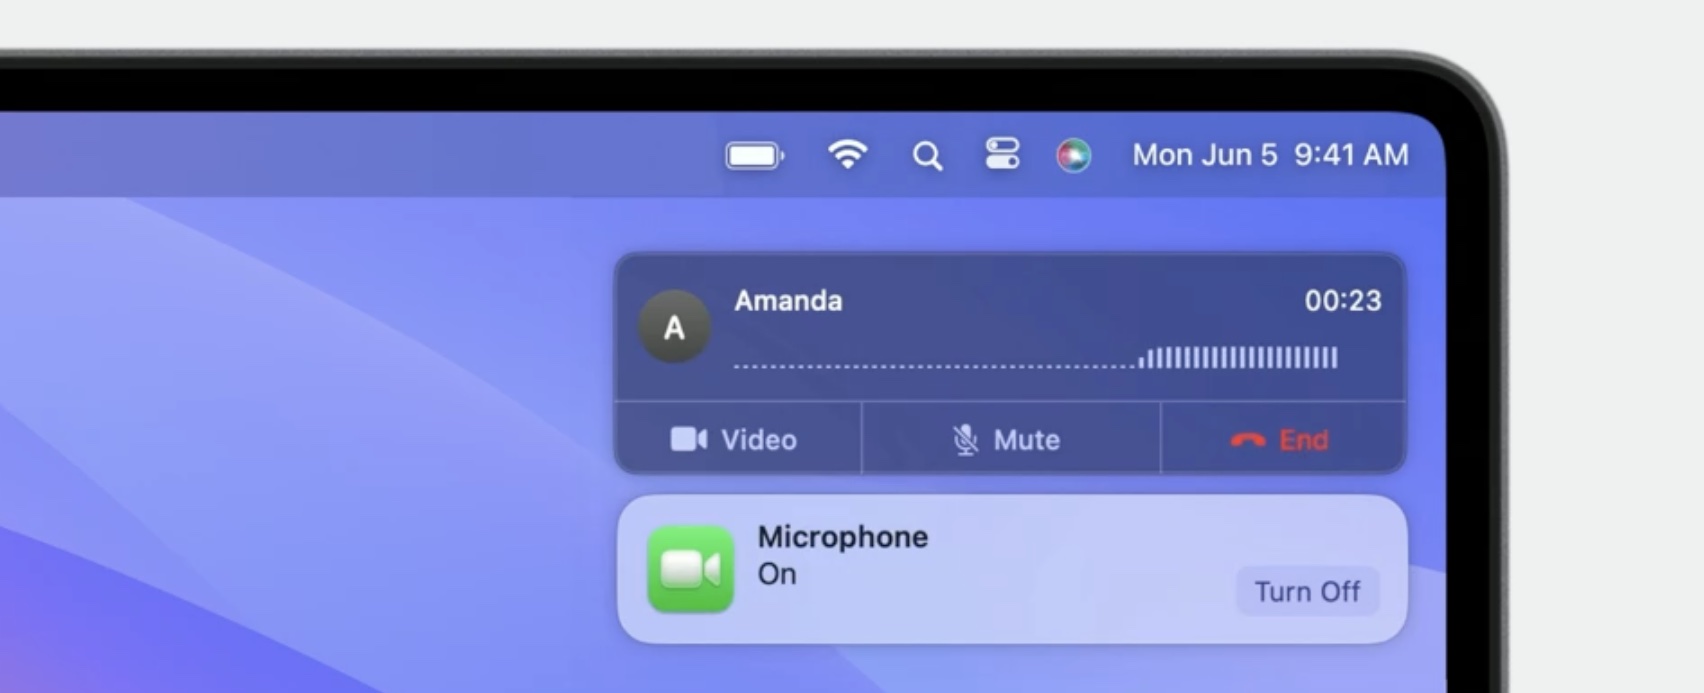 Mon Jun 5 9:41 AM
Amanda 00:23
A
Video Mute End
Microphone
On
Turn Off